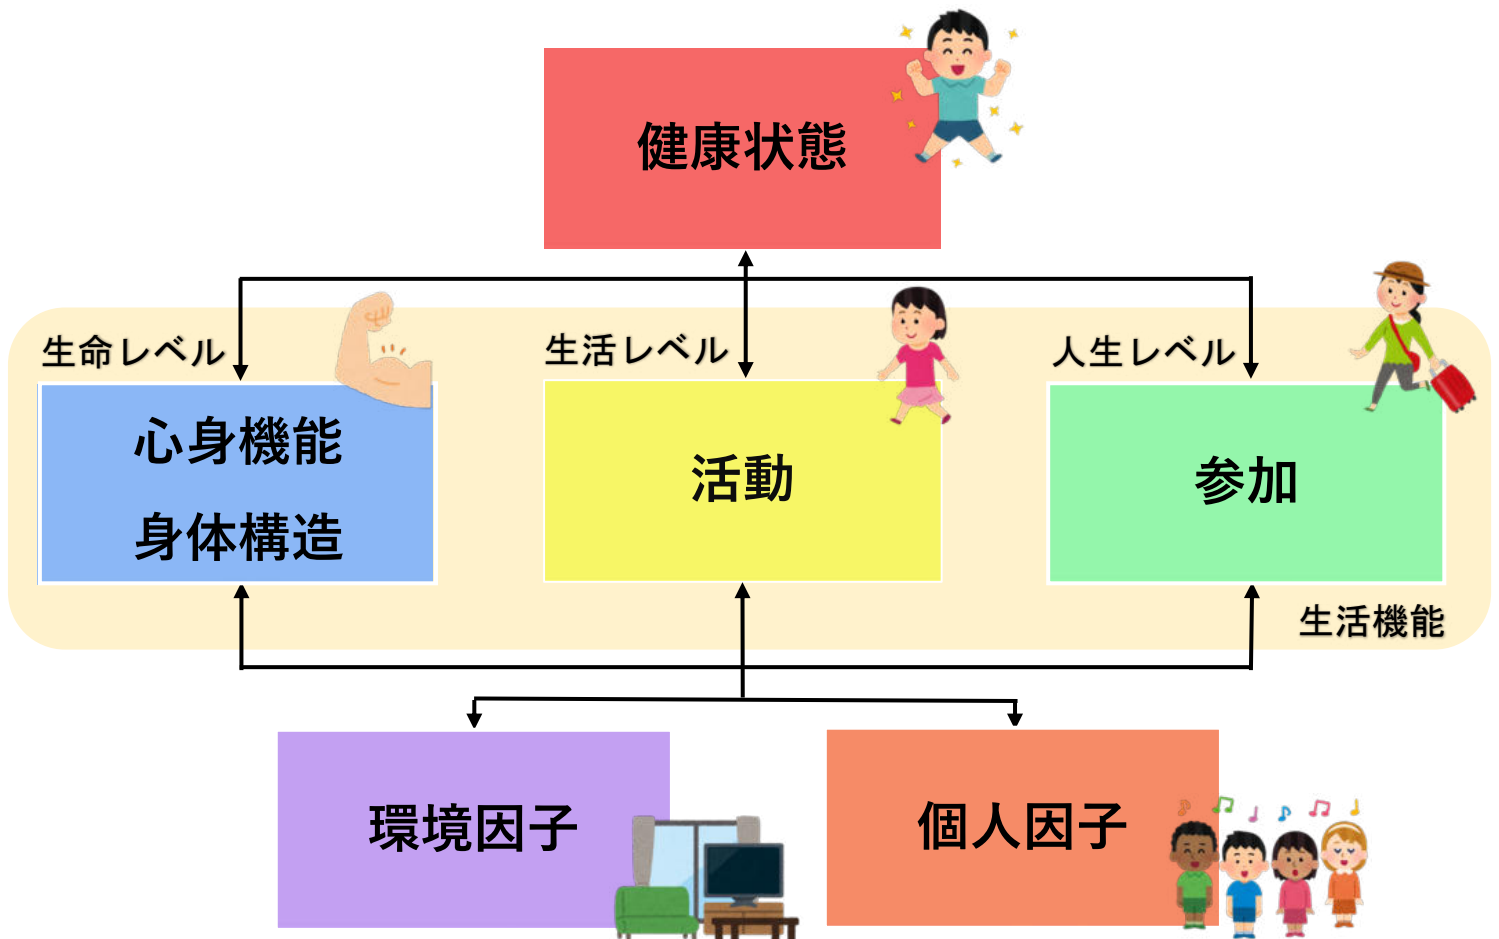 健康状態
生命レベル
生活レベル
人生レベル
心身機能
身体構造
活動
参加
生活機能
環境因子
個人因子